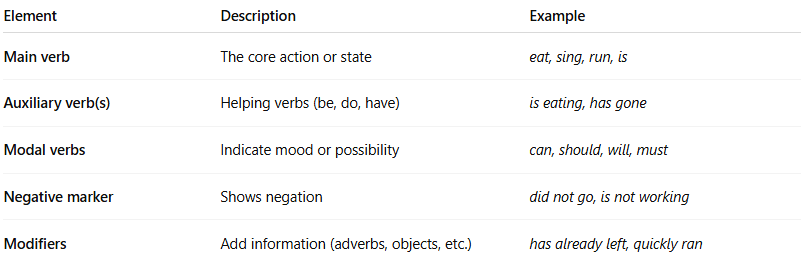 Element Description Example
Main verb The core action or state eat, sing, run, is
Auxiliary verb(s) Helping verbs (be, do, have) is eating, has gone
Modal verbs Indicate mood or possibility can, should, will, must
Negative marker Shows negation did not go, is not working
Modifiers Add information (adverbs, objects, etc.) has already left, quickly ran